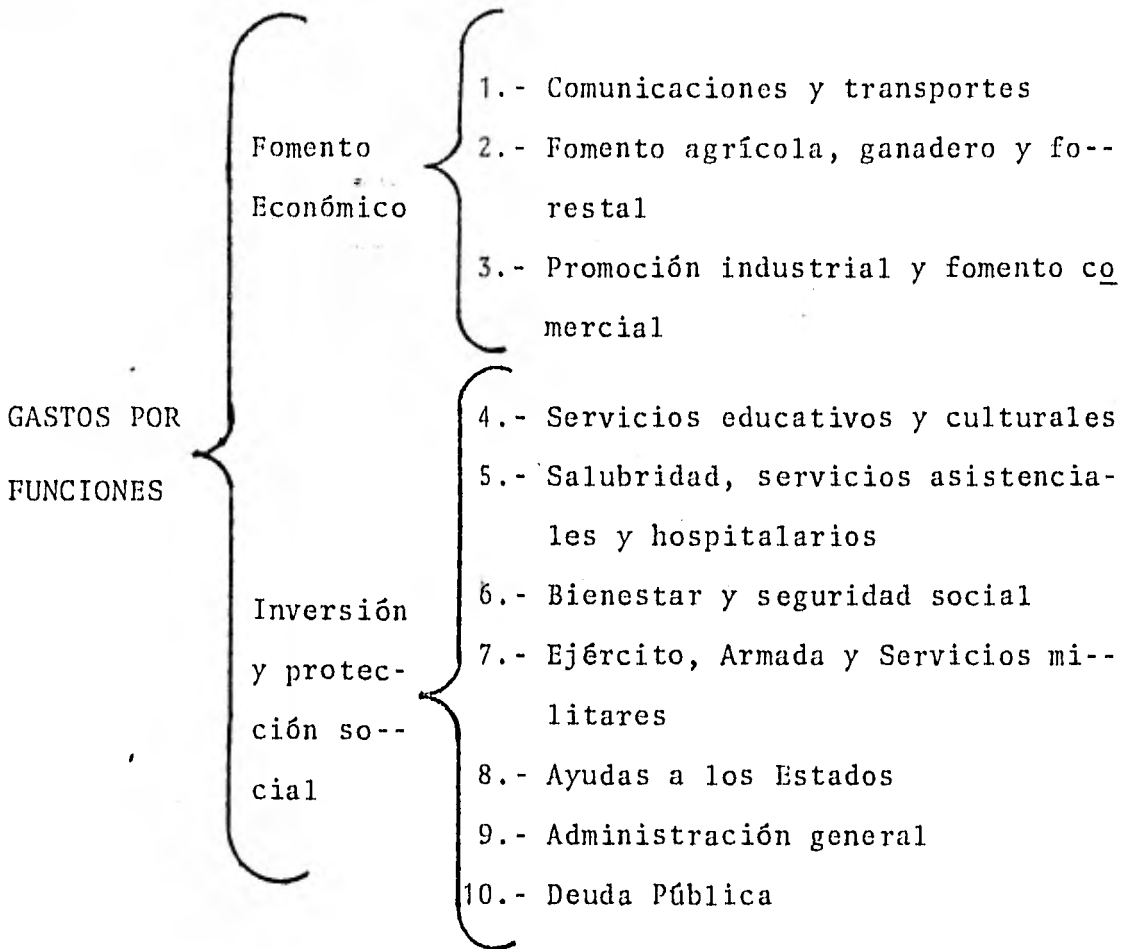 GASTOS POR
FUNCIONES
Fomento
Económico
1.- Comunicaciones y transportes
2.- Fomento agrícola, ganadero y fo--
restal
3.- Promoción industrial y fomento co
mercial
Inversión
y protec-
ción so--
cial
4.- Servicios educativos y culturales
5.- Salubridad, servicios asistencia-
les y hospitalarios
6.- Bienestar y seguridad social
7.- Ejército, Armada y Servicios mi--
litares
8.- Ayudas a los Estados
9.- Administración general
10.- Deuda Pública